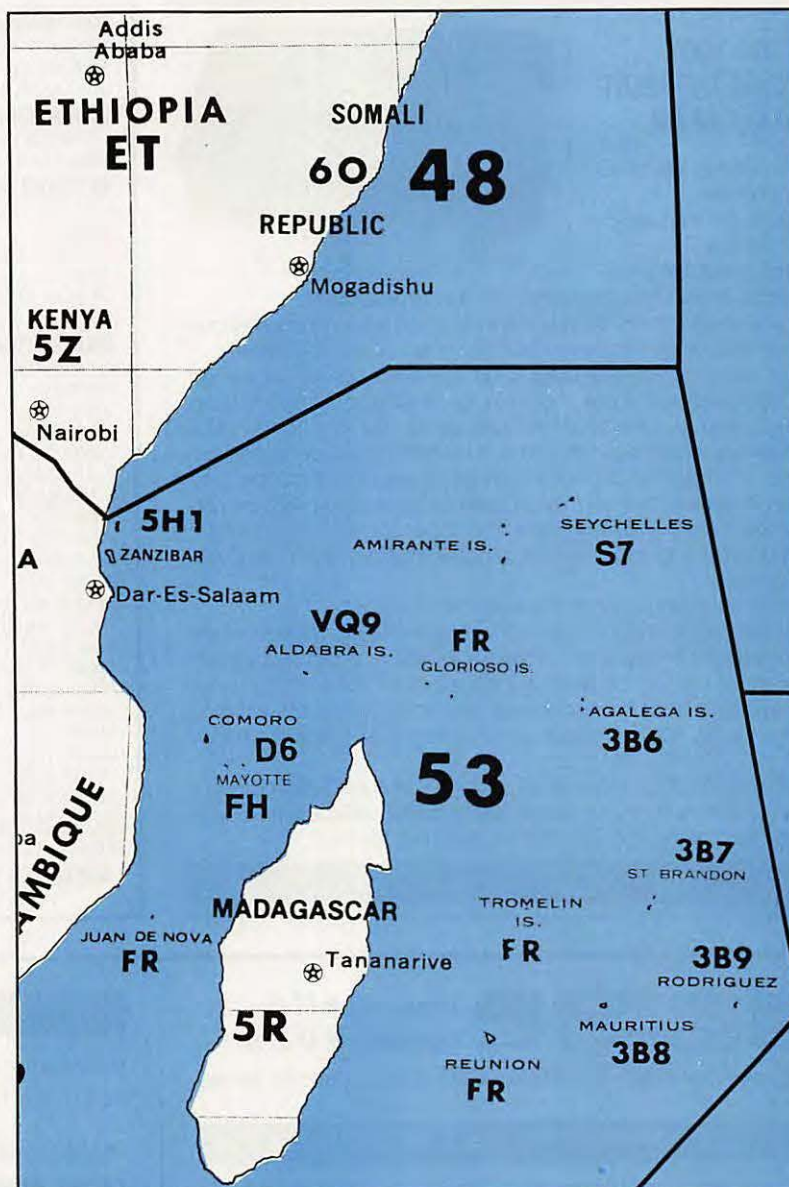 Addis
Ababa
ETHIOPIA
ET
SOMALI
6O
48
REPUBLIC
Mogadishu
KENYA
5Z
Nairobi
5H1
ZANZIBAR
A
Dar-Es-Salaam
AMIRANTE IS.
SEYCHELLES
S7
VQ9
ALDABRA IS.
FR
GLORIOSO IS.
COMORO
D6
MAYOTTE
FH
53
AGALEGA IS.
3B6
AMBIQUE
3B7
ST BRANDON
MADAGASCAR
TROMELIN
IS.
FR
JUAN DE NOVA
FR
Tananarive
3B9
RODRIGUEZ
5R
MAURITIUS
3B8
REUNION
FR